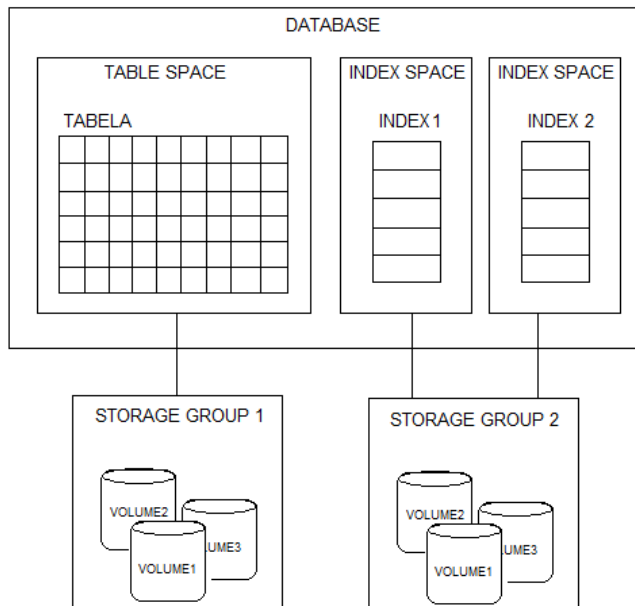 DATABASE
TABLE SPACE
INDEX SPACE
INDEX SPACE
TABELA
INDEX 1
INDEX 2
STORAGE GROUP 1
STORAGE GROUP 2
VOLUME2
LUME3
VOLUME1
VOLUME2
LUME3
VOLUME1